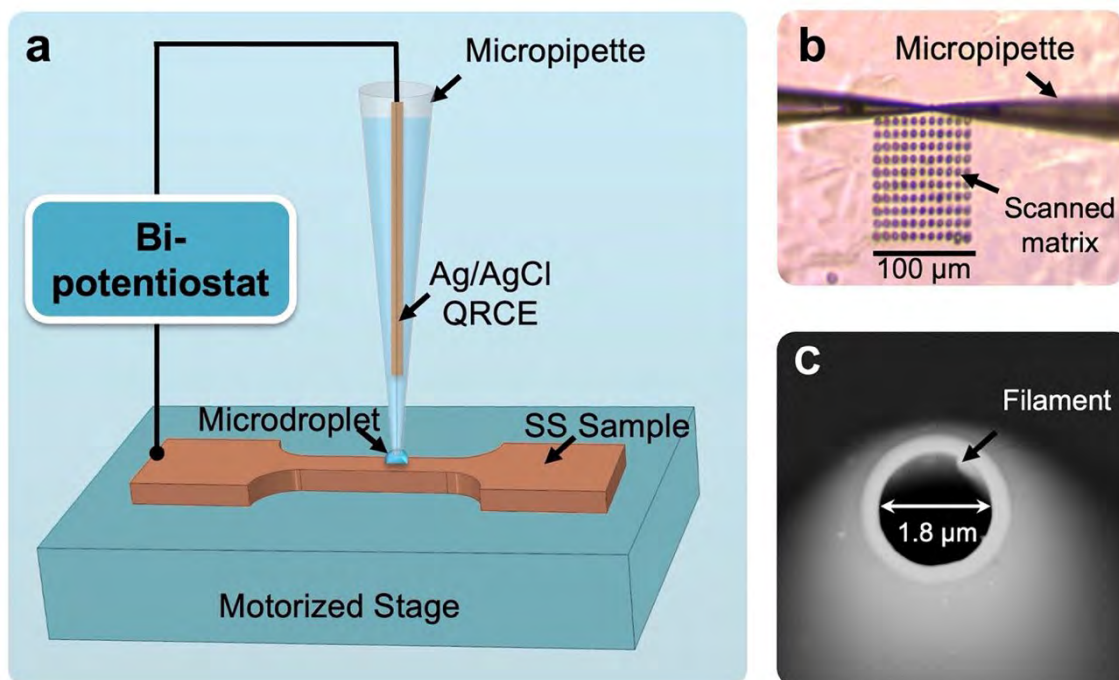 a
Micropipette
Bi-
potentiostat
Ag/AgCl
QRCE
Microdroplet
SS Sample
Motorized Stage
b
Micropipette
Scanned
matrix
100 µm
c
Filament
1.8 µm